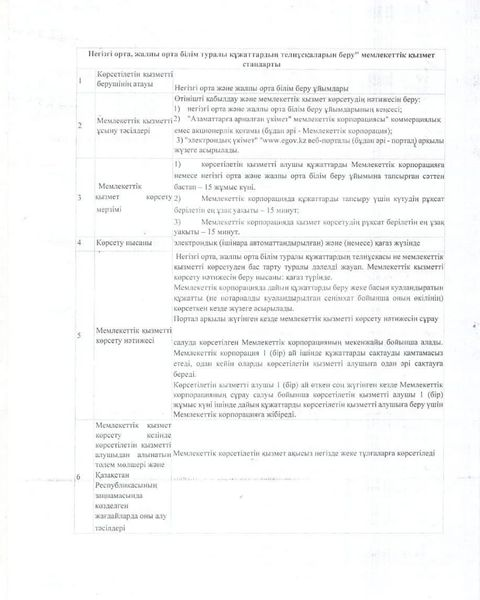 Негізгі орта, жалпы орта білім туралы құжаттардың телнұсқаларын беру" мемлекеттік қызмет
стандарты
1
Көрсетілетін қызметті
берушінің атауы
Негізгі орта және жалпы орта білім беру ұйымдары
2
Мемлекеттік қызметті
ұсыну тәсілдері
Өтінішті қабылдау және мемлекеттік қызмет көрсетудің нәтижесін беру:
1) негізгі орта және жалпы орта білім беру ұйымдарының кеңсесі;
2) "Азаматтарға арналған үкімет" мемлекеттік корпорациясы" коммерциялық
емес акционерлік қоғамы (бұдан әрі - Мемлекеттік корпорация);
3) "электрондық үкімет" "www.egov.kz веб-порталы (бұдан әрі - портал) арқылы
жүзеге асырылады.
3
Мемлекеттік
қызмет көрсету
мерзімі
1) көрсетілетін қызметті алушы құжаттарды Мемлекеттік корпорацияға
немесе негізгі орта және жалпы орта білім беру ұйымына тапсырған сәттен
бастап – 15 жұмыс күні.
2) Мемлекеттік корпорацияда құжаттарды тапсыру үшін күтудің рұқсат
берілетін ең ұзақ уақыты – 15 минут;
3) Мемлекеттік корпорацияда қызмет көрсетудің рұқсат берілетін ең ұзақ
уақыты – 15 минут.
4
Көрсету нысаны
электрондық (ішінара автоматтандырылған) және (немесе) қағаз жүзінде
5
Мемлекеттік қызметті
көрсету нәтижесі
Негізгі орта, жалпы орта білім туралы құжаттардың телнұсқасы не мемлекеттік
қызметті көрсетуден бас тарту туралы дәлелді жауап. Мемлекеттік қызметті
көрсету нәтижесін беру нысаны: қағаз түрінде.
Мемлекеттік корпорацияда дайын құжаттарды беру жеке басын куәландыратын
құжатты (не нотариалды куәландырылған сенімхат бойынша оның өкілінің)
көрсеткен кезде жүзеге асырылады.
Портал арқылы жүгінген кезде мемлекеттік қызметті көрсету нәтижесін сұрау
салуда көрсетілген Мемлекеттік корпорацияның мекенжайы бойынша алады.
Мемлекеттік корпорация 1 (бір) ай ішінде құжаттарды сақтауды қамтамасыз
етеді, одан кейін оларды көрсетілетін қызметті алушыға одан әрі сақтауға
береді.
Көрсетілетін қызметті алушы 1 (бір) ай өткен соң жүгінген кезде Мемлекеттік
корпорацияның сұрау салуы бойынша көрсетілетін қызметті алушы 1 (бір)
жұмыс күні ішінде дайын құжаттарды көрсетілетін қызметті алушыға беру үшін
Мемлекеттік корпорацияға жібереді.
6
Мемлекеттік қызмет
көрсету кезінде
көрсетілетін қызметті
алушыдан алынатын
төлем мөлшері және
Қазақстан
Республикасының
заңнамасында
көзделген
жағдайларда оны алу
тәсілдері
Мемлекеттік көрсетілетін қызмет ақысыз негізде жеке тұлғаларға көрсетіледі